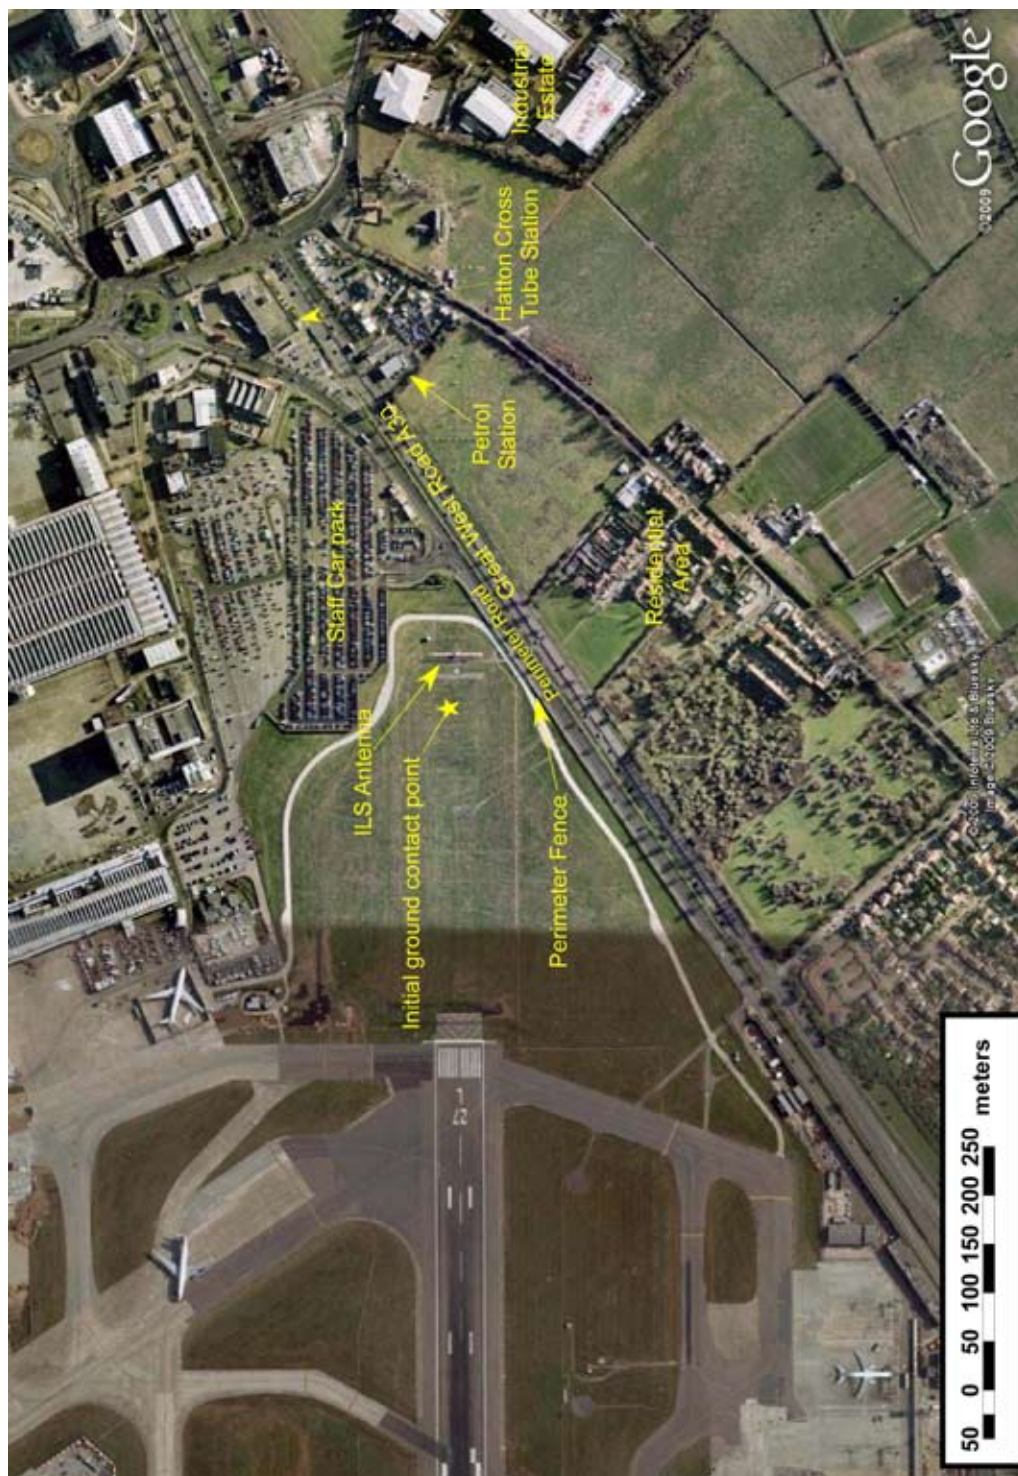 Industrial
Estate
Hatton Cross
Tube Station
Petrol
Station
Great West Road A30
Perimeter Road
Staff Car park
Residential
Area
ILS Antenna
Initial ground contact point
Perimeter Fence
27L
©2009 Google
50 0 50 100 150 200 250 meters